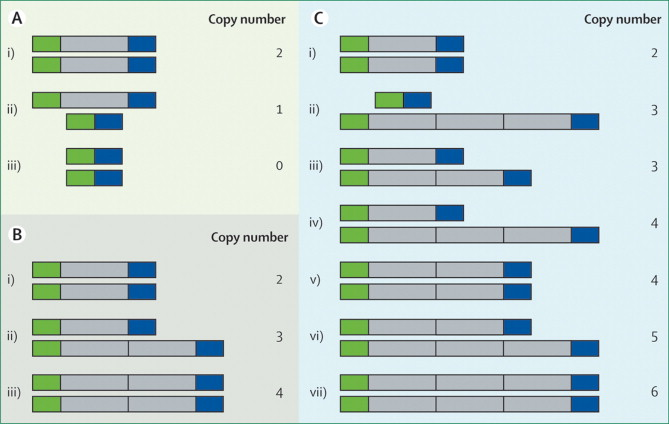 A
Copy number
i) 2
ii) 1
iii) 0
B
Copy number
i) 2
ii) 3
iii) 4
C
Copy number
i) 2
ii) 3
iii) 3
iv) 4
v) 4
vi) 5
vii) 6